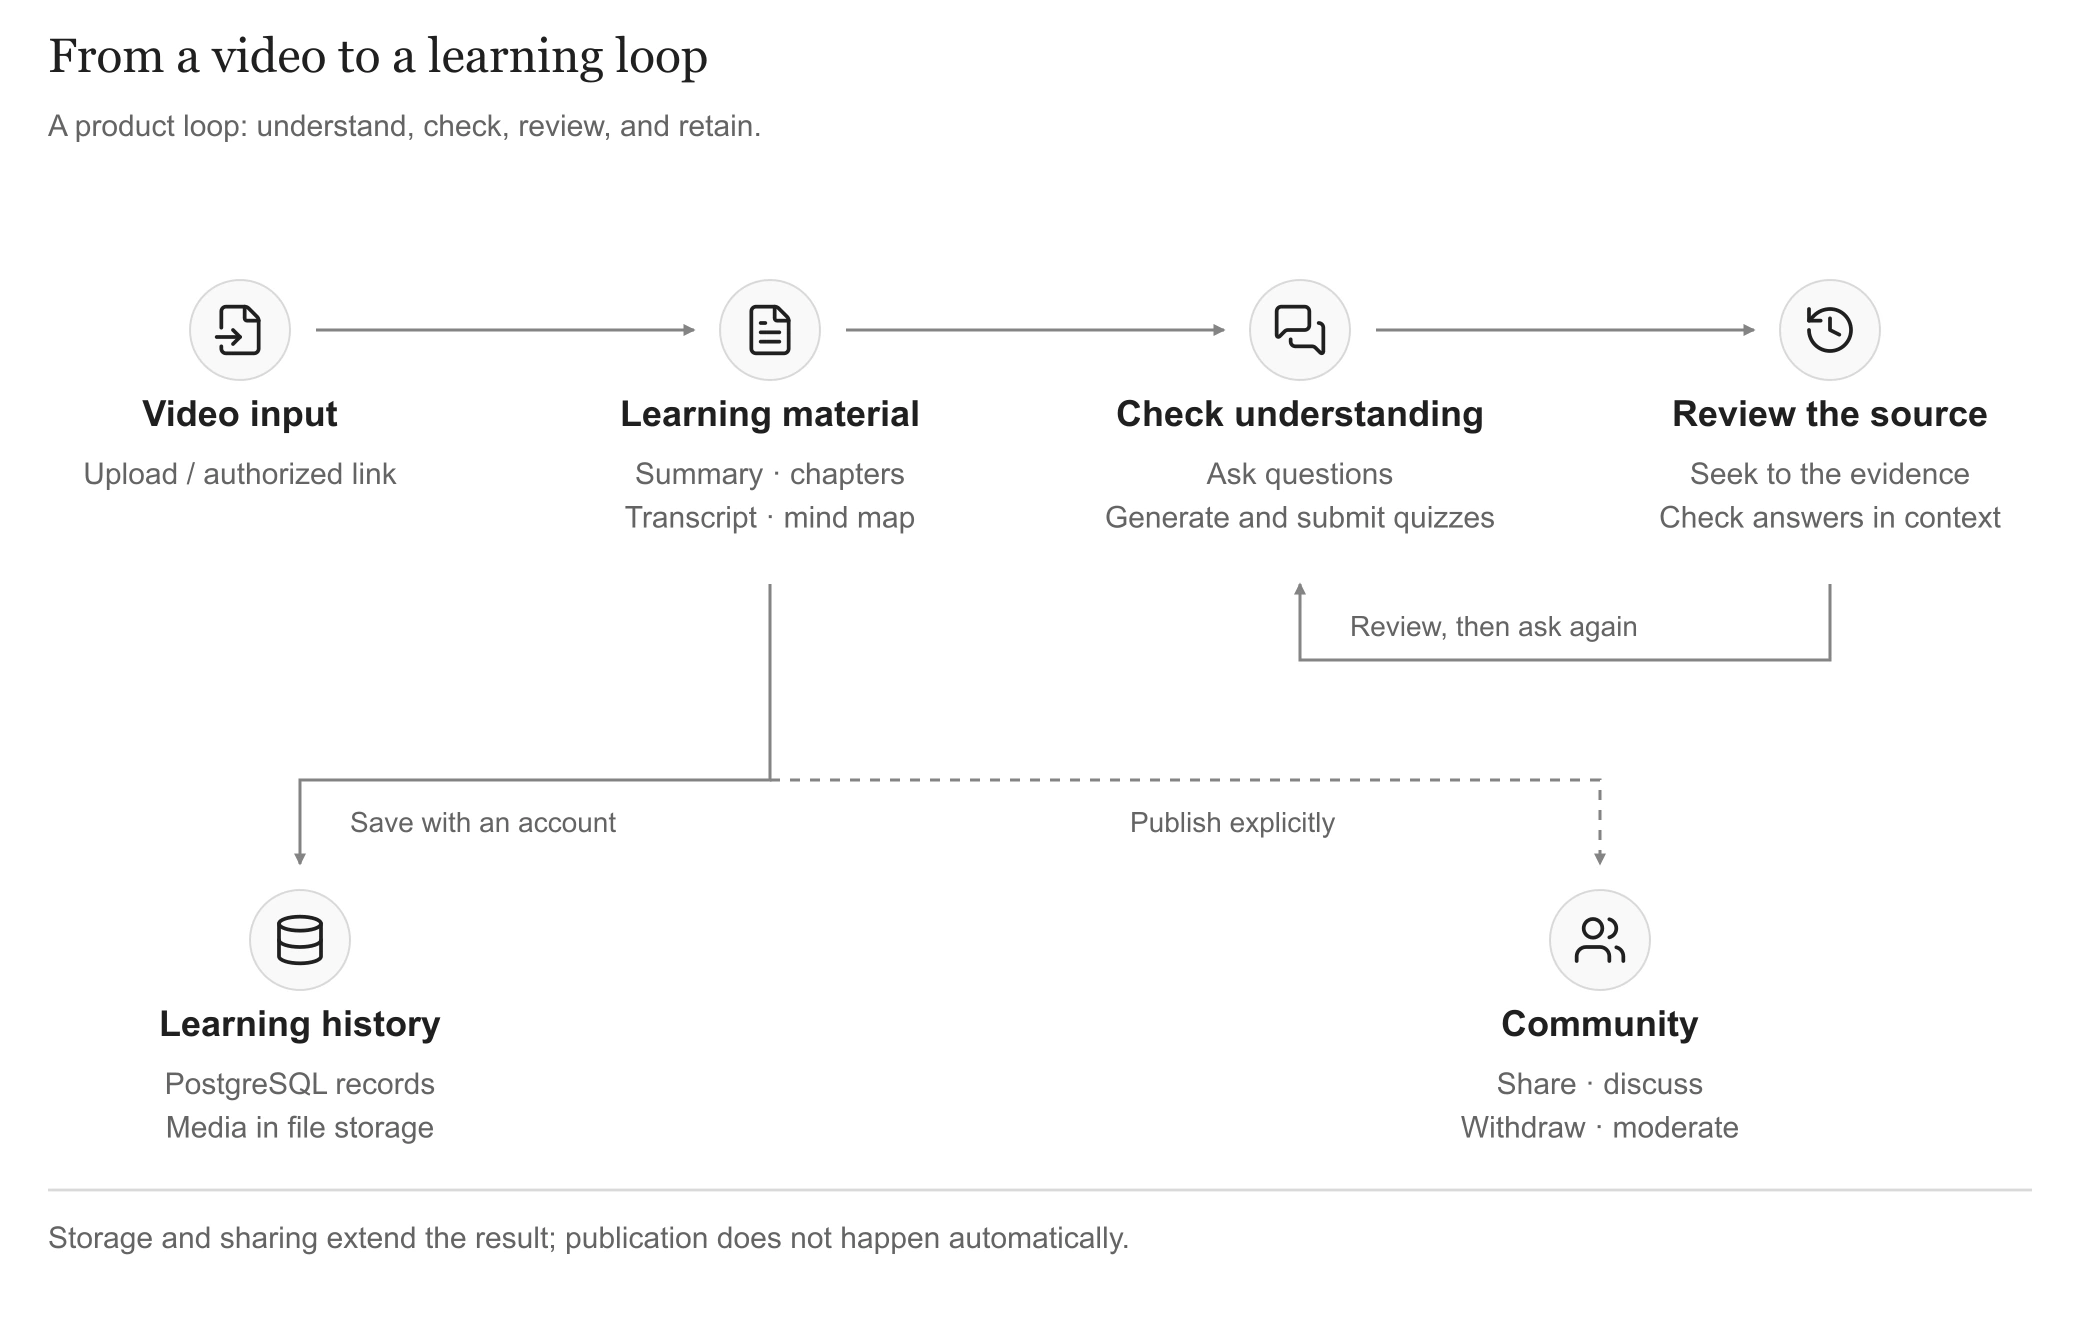 From a video to a learning loop
A product loop: understand, check, review, and retain.
Video input
Upload / authorized link
Learning material
Summary · chapters
Transcript · mind map
Check understanding
Ask questions
Generate and submit quizzes
Review the source
Seek to the evidence
Check answers in context
Review, then ask again
Save with an account
Publish explicitly
Learning history
PostgreSQL records
Media in file storage
Community
Share · discuss
Withdraw · moderate
Storage and sharing extend the result; publication does not happen automatically.